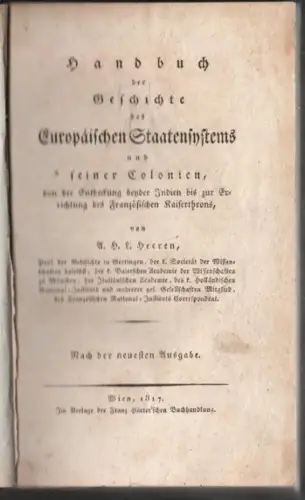 Handbuch
der
Geschichte
des
Europäischen Staatensystems
und
seiner Colonien,
von der Entdeckung beyder Indien bis zur Er-
richtung des Französischen Kaiserthrons,
von
A. H. L. Heeren,
Prof. der Geschichte in Goettingen, der k. Societät der Wissen-
schaften daselbst, der k. Baierschen Academie der Wissenschaften
zu München, der Italiänischen Academie, des k. Holländischen
National-Instituts und mehrerer gel. Gesellschaften Mitglied,
des Französischen National-Instituts Correspondent.
Nach der neuesten Ausgabe.
Wien, 1817.
Im Verlage der Franz Härter'schen Buchhandlung.